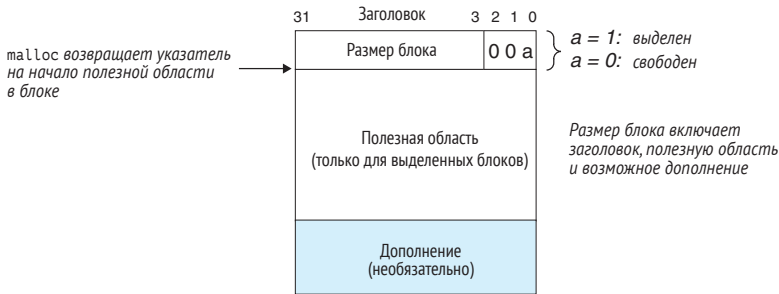 31 Заголовок 3 2 1 0
malloc возвращает указатель
на начало полезной области
в блоке
Размер блока
0 0 a
a = 1: выделен
a = 0: свободен
Полезная область
(только для выделенных блоков)
Размер блока включает
заголовок, полезную область
и возможное дополнение
Дополнение
(необязательно)